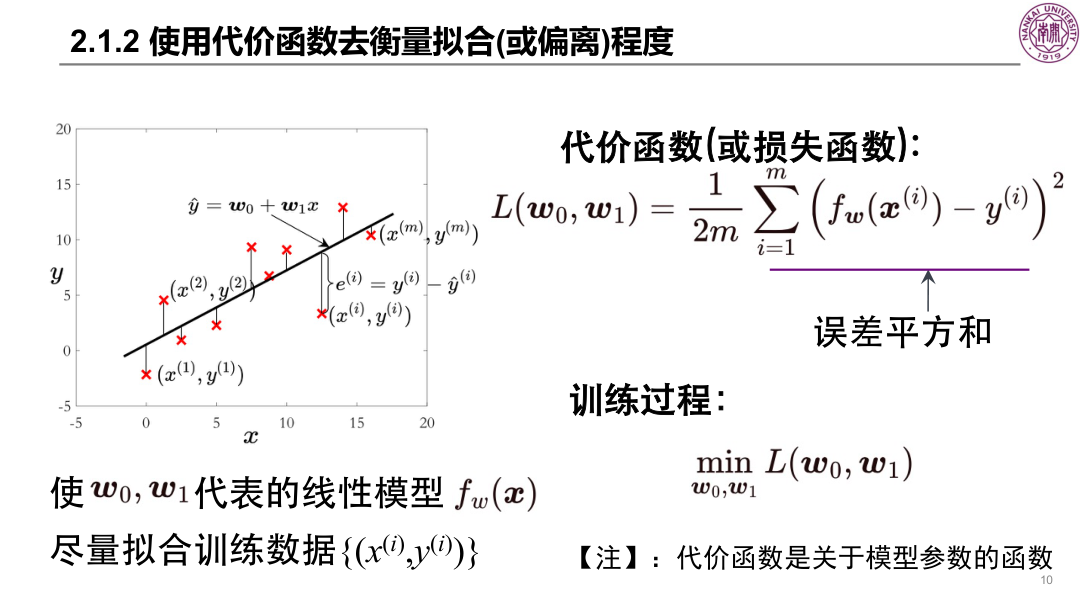 2.1.2 使用代价函数去衡量拟合(或偏离)程度
NANKAI UNIVERSITY
南開
1919
20
15
10
5
0
-5
-5 0 5 10 15 20
y
x
ŷ = w₀ + w₁x
(x⁽ᵐ⁾, y⁽ᵐ⁾)
(x⁽²⁾, y⁽²⁾)
e⁽ⁱ⁾ = y⁽ⁱ⁾ − ŷ⁽ⁱ⁾
(x⁽ⁱ⁾, y⁽ⁱ⁾)
(x⁽¹⁾, y⁽¹⁾)
使 w₀, w₁ 代表的线性模型 f_w(x)
尽量拟合训练数据{(x⁽ⁱ⁾,y⁽ⁱ⁾)}
代价函数(或损失函数):
L(w₀, w₁) = 1/2m ∑_{i=1}^{m} (f_w(x⁽ⁱ⁾) − y⁽ⁱ⁾)²
误差平方和
训练过程:
min_{w₀,w₁} L(w₀, w₁)
【注】:代价函数是关于模型参数的函数
10